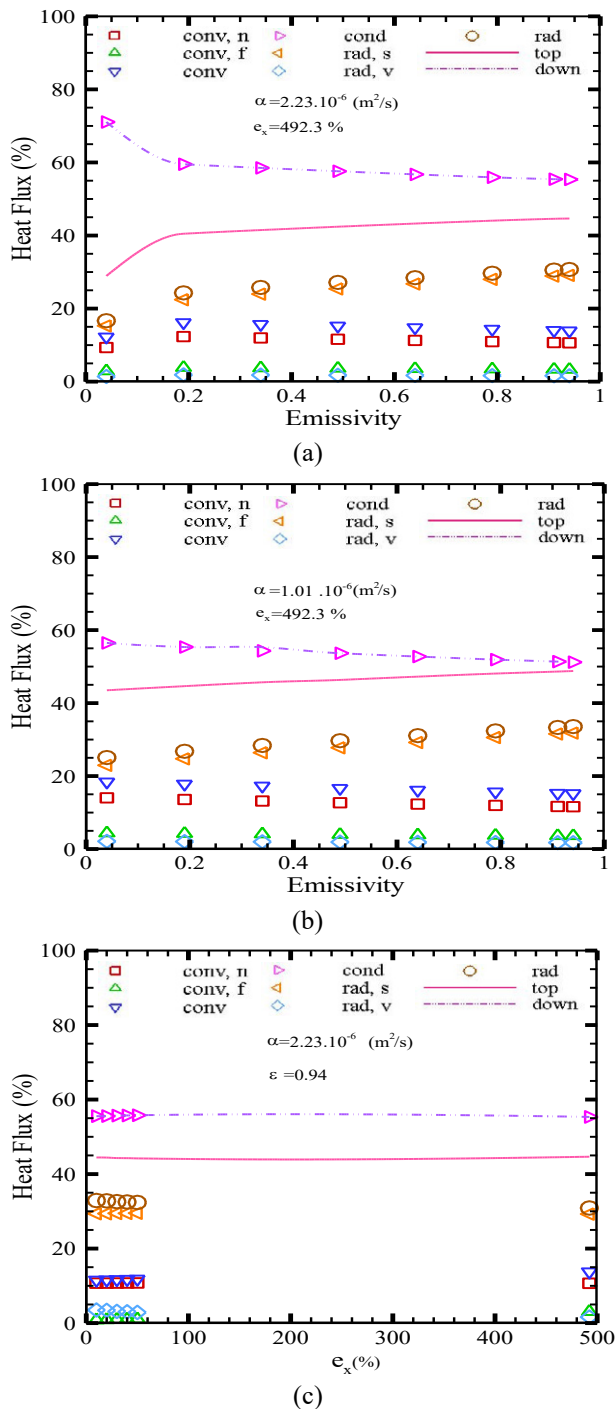 100
conv, n cond rad
conv, f rad, s top
conv rad, v down
80
α=2.23.10⁻⁶ (m²/s)
eₓ=492.3 %
60
Heat Flux (%)
40
20
0
0 0.2 0.4 0.6 0.8 1
Emissivity
(a)
100
conv, n cond rad
conv, f rad, s top
conv rad, v down
80
α=1.01 .10⁻⁶(m²/s)
eₓ=492.3 %
60
Heat Flux (%)
40
20
0
0 0.2 0.4 0.6 0.8 1
Emissivity
(b)
100
conv, n cond rad
conv, f rad, s top
conv rad, v down
80
α=2.23.10⁻⁶ (m²/s)
ε =0.94
60
Heat Flux (%)
40
20
0
0 100 200 300 400 500
eₓ(%)
(c)